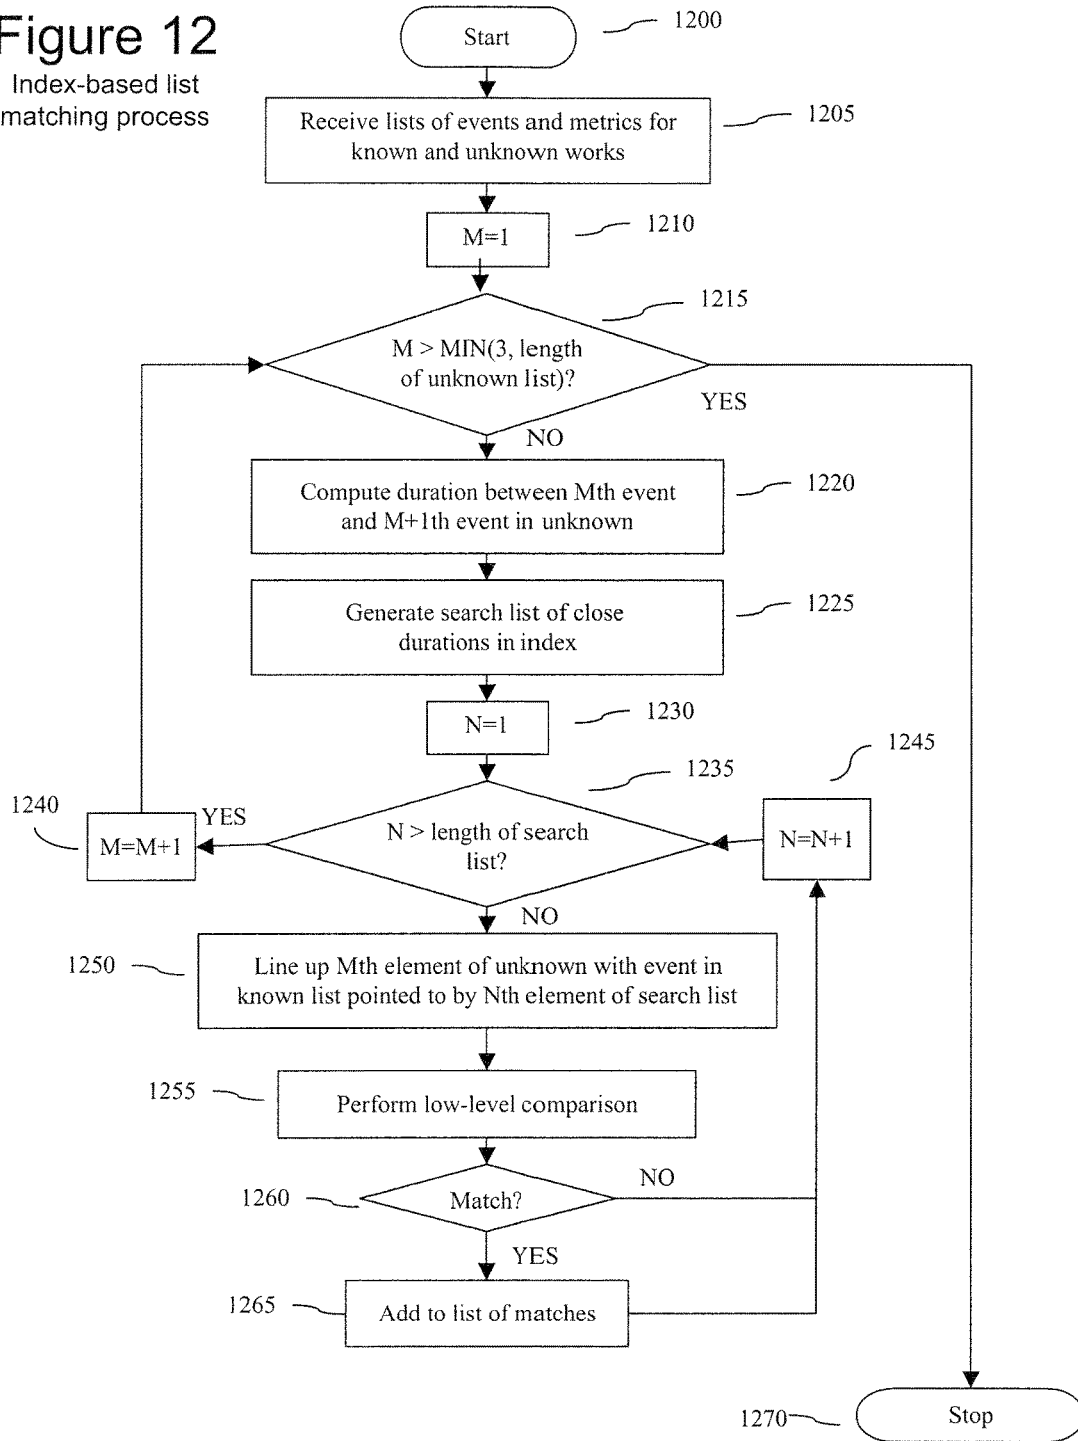 Figure 12
Index-based list
matching process
Start
1200
Receive lists of events and metrics for
known and unknown works
1205
M=1
1210
1215
M > MIN(3, length
of unknown list)?
YES
NO
Compute duration between Mth event
and M+1th event in unknown
1220
Generate search list of close
durations in index
1225
N=1
1230
1245
1235
1240
YES
M=M+1
N > length of search
list?
N=N+1
NO
1250
Line up Mth element of unknown with event in
known list pointed to by Nth element of search list
1255
Perform low-level comparison
NO
1260
Match?
YES
1265
Add to list of matches
1270
Stop